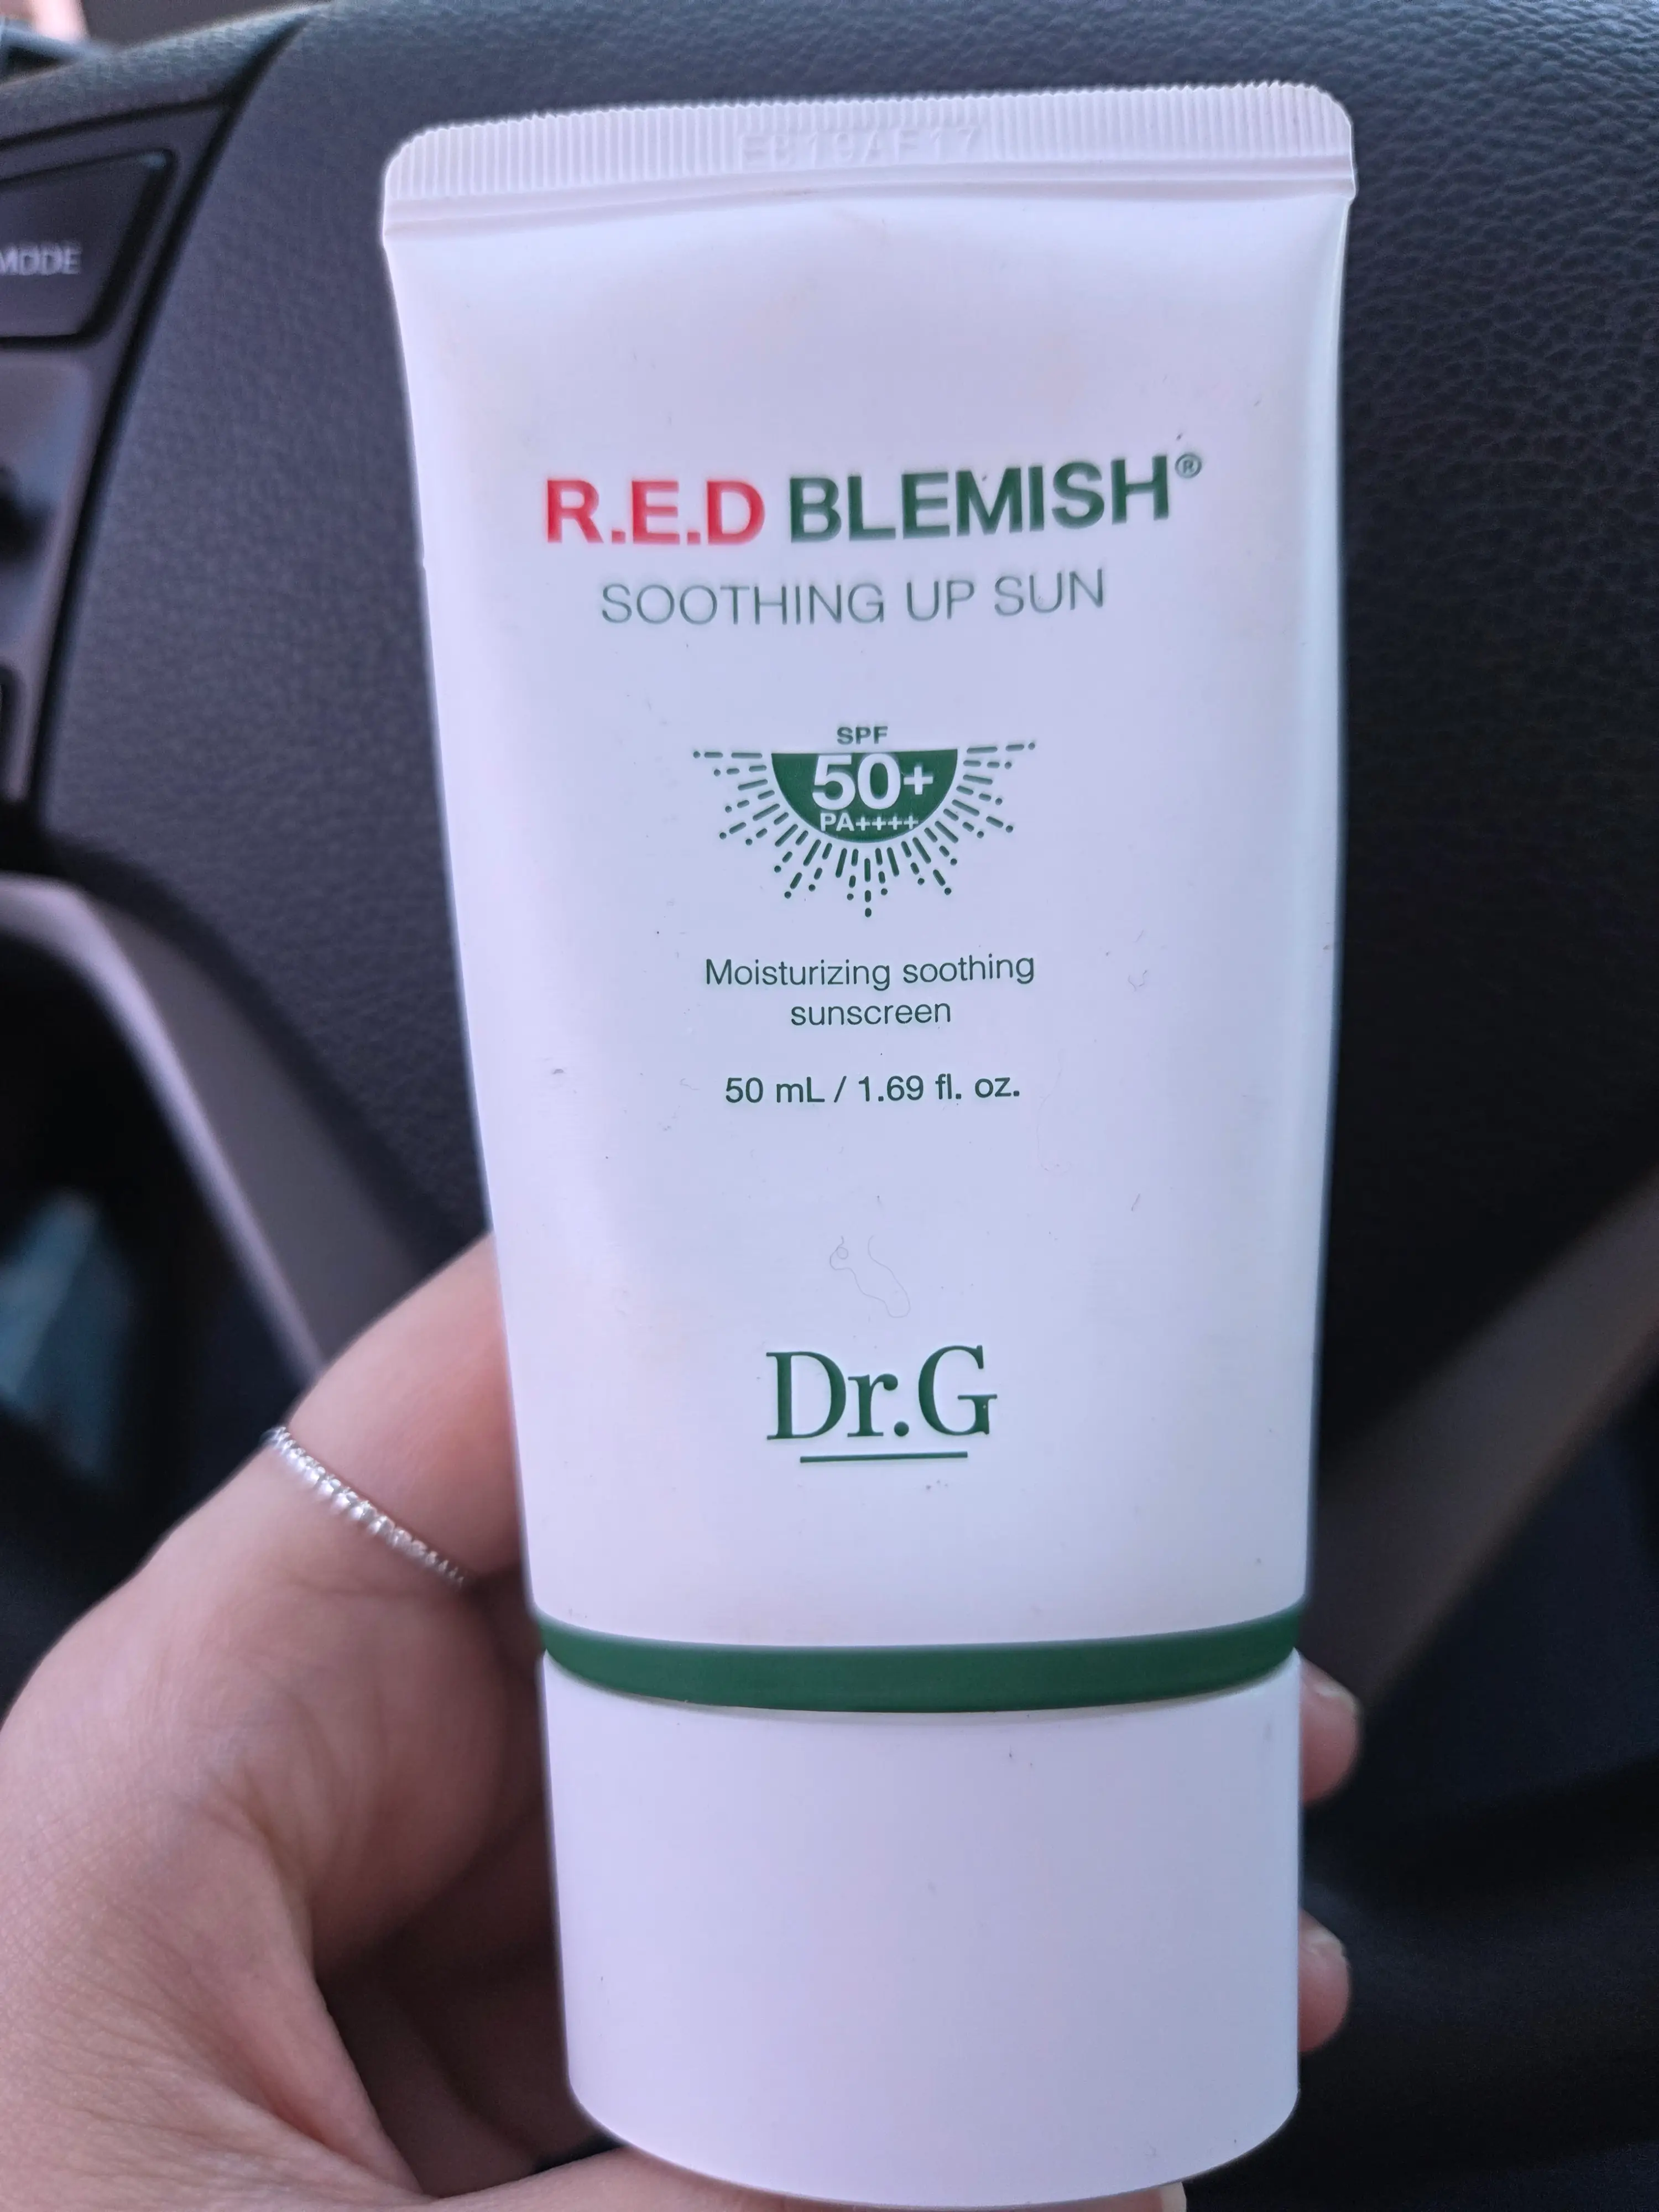 MODE
R.E.D BLEMISH®
SOOTHING UP SUN
SPF
50+
PA++++
Moisturizing soothing
sunscreen
50 mL / 1.69 fl. oz.
Dr.G